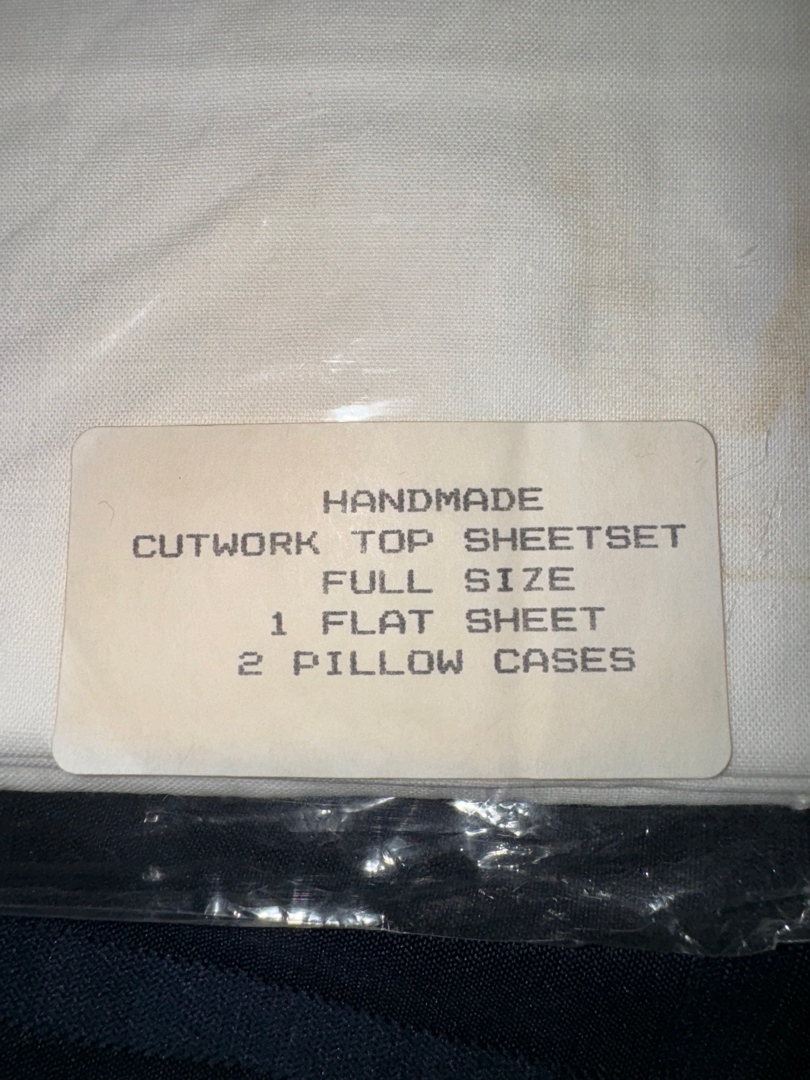 HANDMADE
CUTWORK TOP SHEETSET
FULL SIZE
1 FLAT SHEET
2 PILLOW CASES